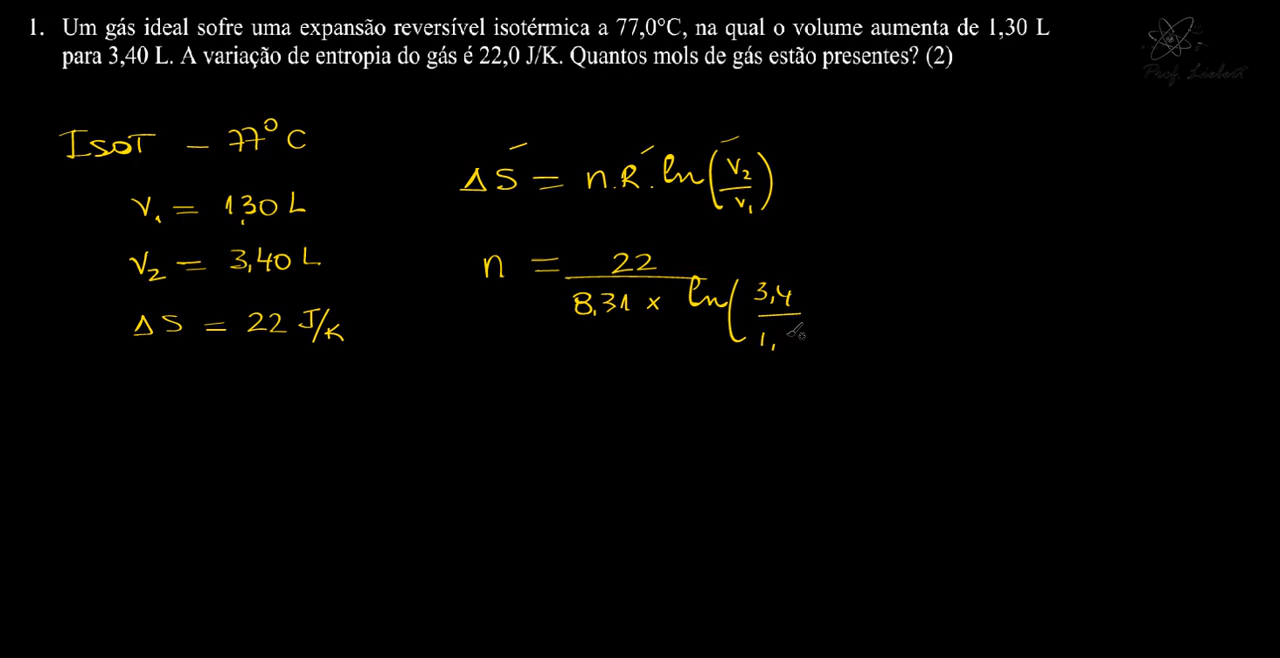 1. Um gás ideal sofre uma expansão reversível isotérmica a 77,0°C, na qual o volume aumenta de 1,30 L
para 3,40 L. A variação de entropia do gás é 22,0 J/K. Quantos mols de gás estão presentes? (2)
Prof. Liebert
ISOT - 77°C
V₁ = 1,30 L
V₂ = 3,40 L
ΔS = 22 J/K
ΔS = n.R.ln(V₂/V₁)
n = 22 / 8,31 x ln(3,4/1,